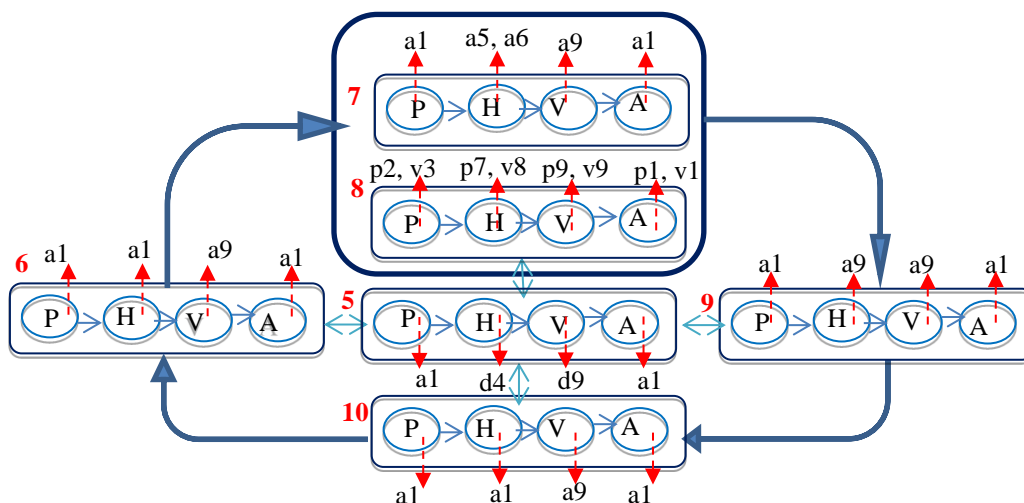 a1 a5, a6 a9 a1
7 P H V A
p2, v3 p7, v8 p9, v9 p1, v1
8 P H V A
6 a1 a1 a9 a1
P H V A
5 P H V A
a1 d4 d9 a1
9 a1 a9 a9 a1
P H V A
10 P H V A
a1 a1 a9 a1